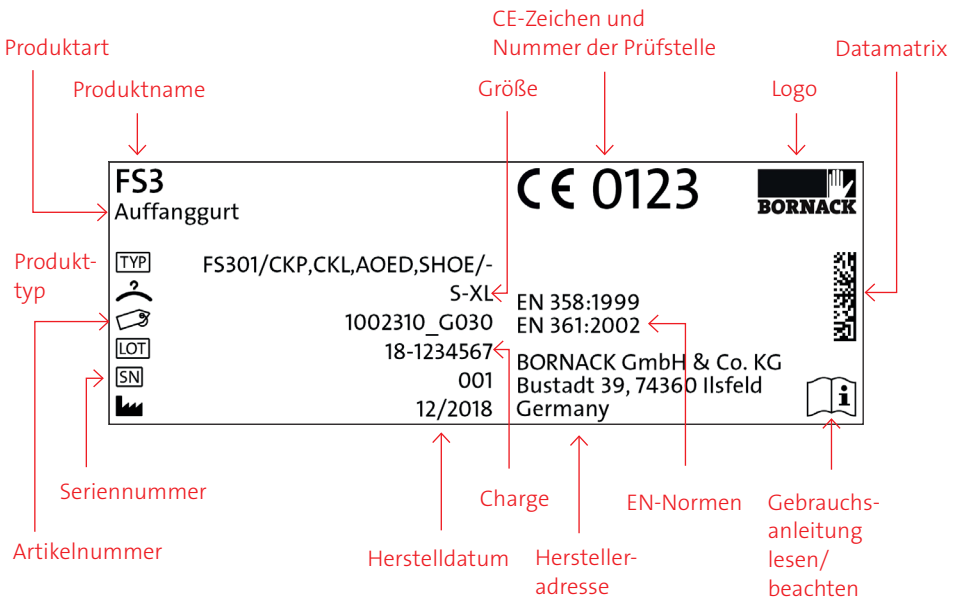 CE-Zeichen und
Nummer der Prüfstelle
Produktart
Datamatrix
Produktname
Größe
Logo
FS3
Auffanggurt
CE 0123
BORNACK
Produkt-
typ
TYP FS301/CKP,CKL,AOED,SHOE/-
S-XL
1002310_G030
LOT 18-1234567
SN 001
12/2018
EN 358:1999
EN 361:2002
BORNACK GmbH & Co. KG
Bustadt 39, 74360 Ilsfeld
Germany
i
Seriennummer
Artikelnummer
Herstelldatum
Charge
Hersteller-
adresse
EN-Normen
Gebrauchs-
anleitung
lesen/
beachten